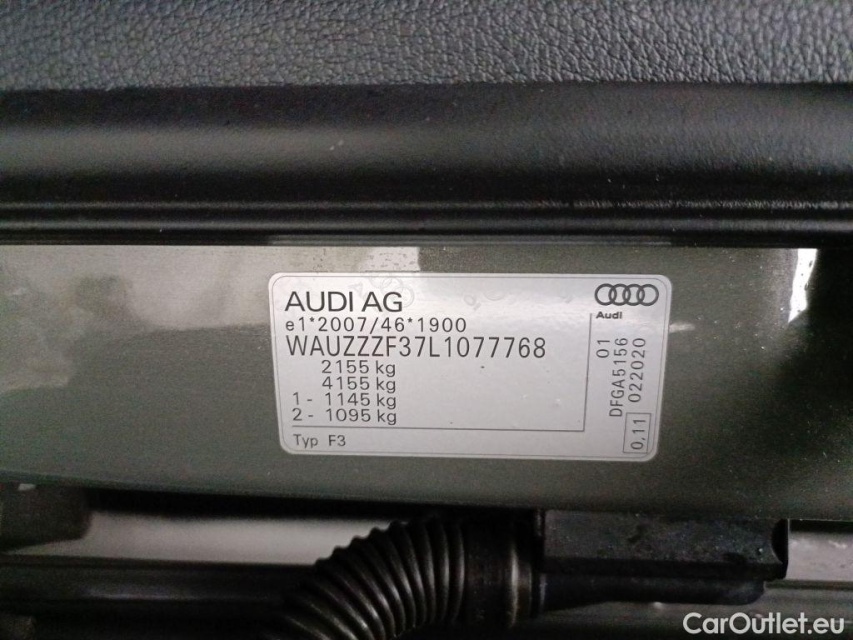 AUDI AG
e1*2007/46*1900
WAUZZZF37L1077768
2155 kg
4155 kg
1 - 1145 kg
2 - 1095 kg
Typ F3
Audi
01
DFGA5156
022020
0,11
CarOutlet.eu